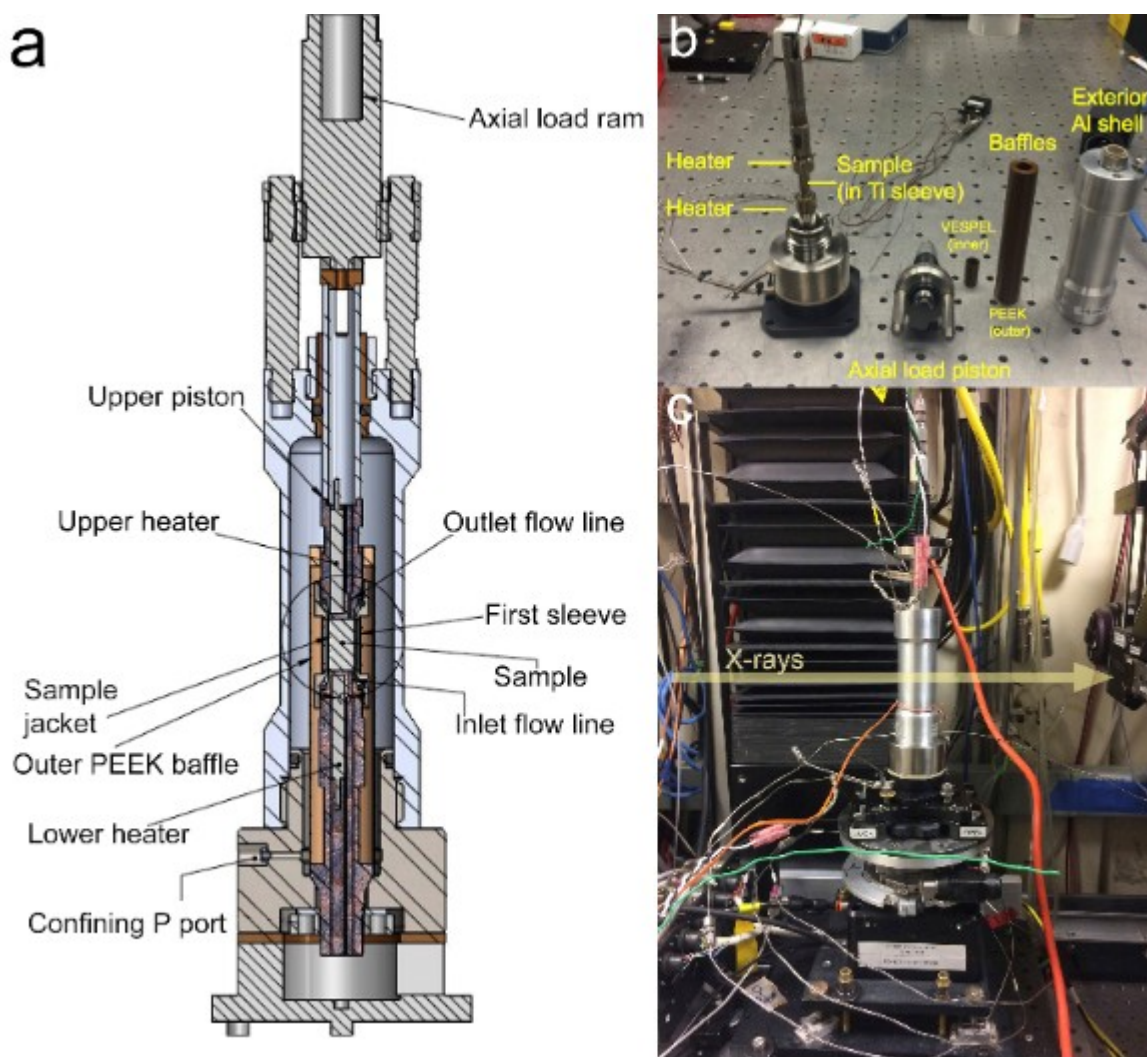 a
Axial load ram
Upper piston
Upper heater
Outlet flow line
First sleeve
Sample
Sample
jacket
Inlet flow line
Outer PEEK baffle
Lower heater
Confining P port
b
Exterior
Al shell
Baffles
Heater
Sample
(in Ti sleeve)
Heater
VESPEL
(inner)
PEEK
(outer)
Axial load piston
c
X-rays